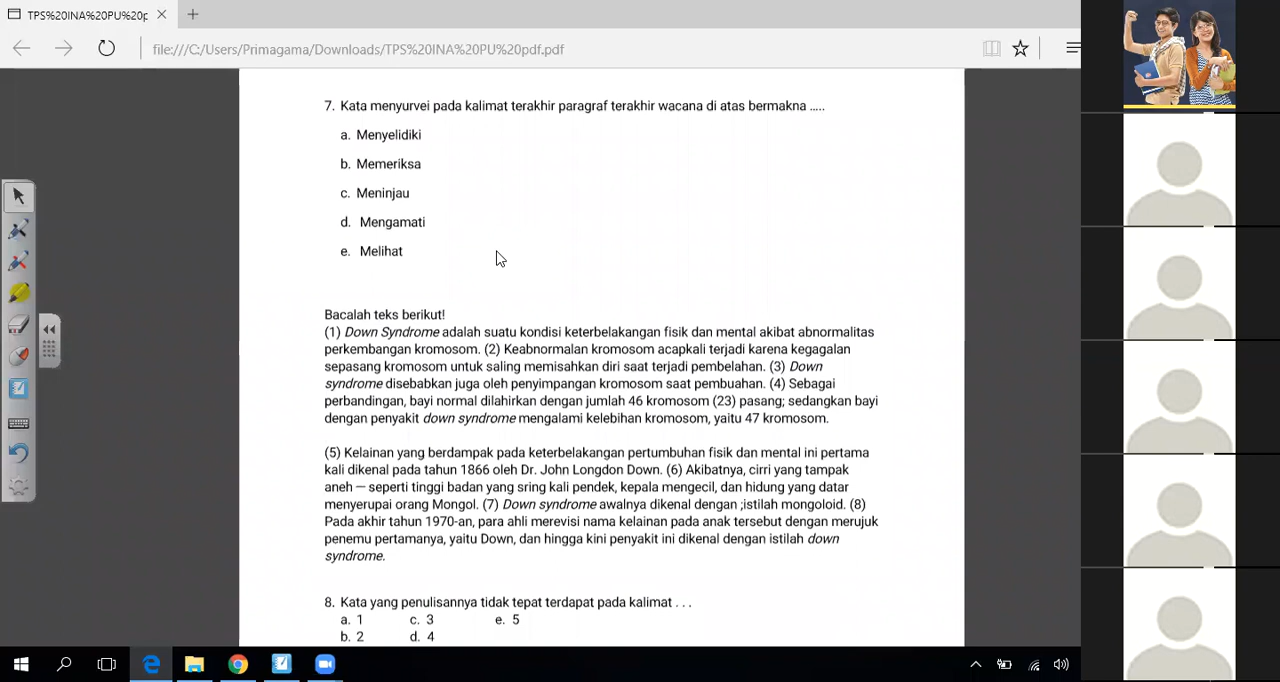 TPS%20INA%20PU%20p
file:///C:/Users/Primagama/Downloads/TPS%20INA%20PU%20pdf.pdf
7. Kata menyurvei pada kalimat terakhir paragraf terakhir wacana di atas bermakna .....
a. Menyelidiki
b. Memeriksa
c. Meninjau
d. Mengamati
e. Melihat
Bacalah teks berikut!
(1) Down Syndrome adalah suatu kondisi keterbelakangan fisik dan mental akibat abnormalitas
perkembangan kromosom. (2) Keabnormalan kromosom acapkali terjadi karena kegagalan
sepasang kromosom untuk saling memisahkan diri saat terjadi pembelahan. (3) Down
syndrome disebabkan juga oleh penyimpangan kromosom saat pembuahan. (4) Sebagai
perbandingan, bayi normal dilahirkan dengan jumlah 46 kromosom (23) pasang; sedangkan bayi
dengan penyakit down syndrome mengalami kelebihan kromosom, yaitu 47 kromosom.
(5) Kelainan yang berdampak pada keterbelakangan pertumbuhan fisik dan mental ini pertama
kali dikenal pada tahun 1866 oleh Dr. John Longdon Down. (6) Akibatnya, cirri yang tampak
aneh — seperti tinggi badan yang sring kali pendek, kepala mengecil, dan hidung yang datar
menyerupai orang Mongol. (7) Down syndrome awalnya dikenal dengan ;istilah mongoloid. (8)
Pada akhir tahun 1970-an, para ahli merevisi nama kelainan pada anak tersebut dengan merujuk
penemu pertamanya, yaitu Down, dan hingga kini penyakit ini dikenal dengan istilah down
syndrome.
8. Kata yang penulisannya tidak tepat terdapat pada kalimat . . .
a. 1 c. 3 e. 5
b. 2 d. 4